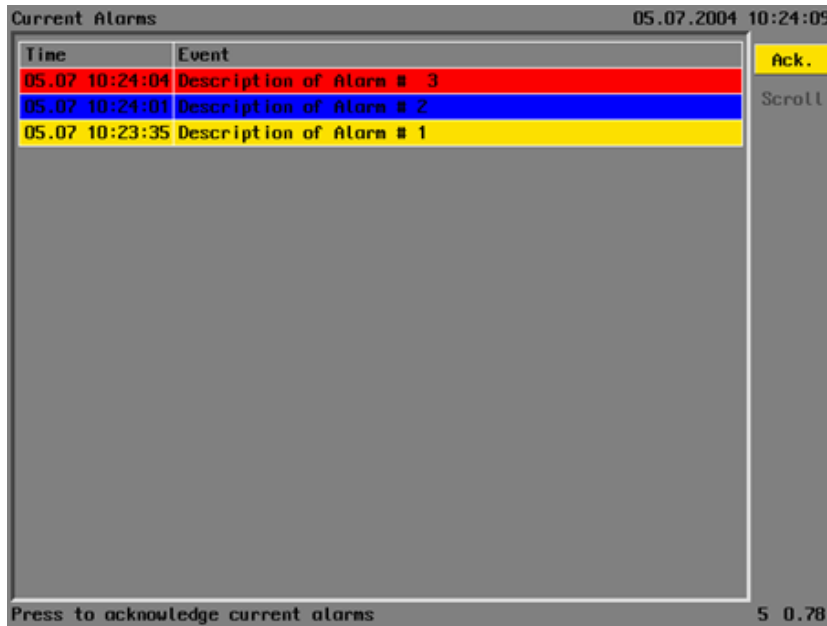 Current Alarms 05.07.2004 10:24:09
Time Event
Ack.
05.07 10:24:04 Description of Alarm # 3
Scroll
05.07 10:24:01 Description of Alarm # 2
05.07 10:23:35 Description of Alarm # 1
Press to acknowledge current alarms 5 0.78